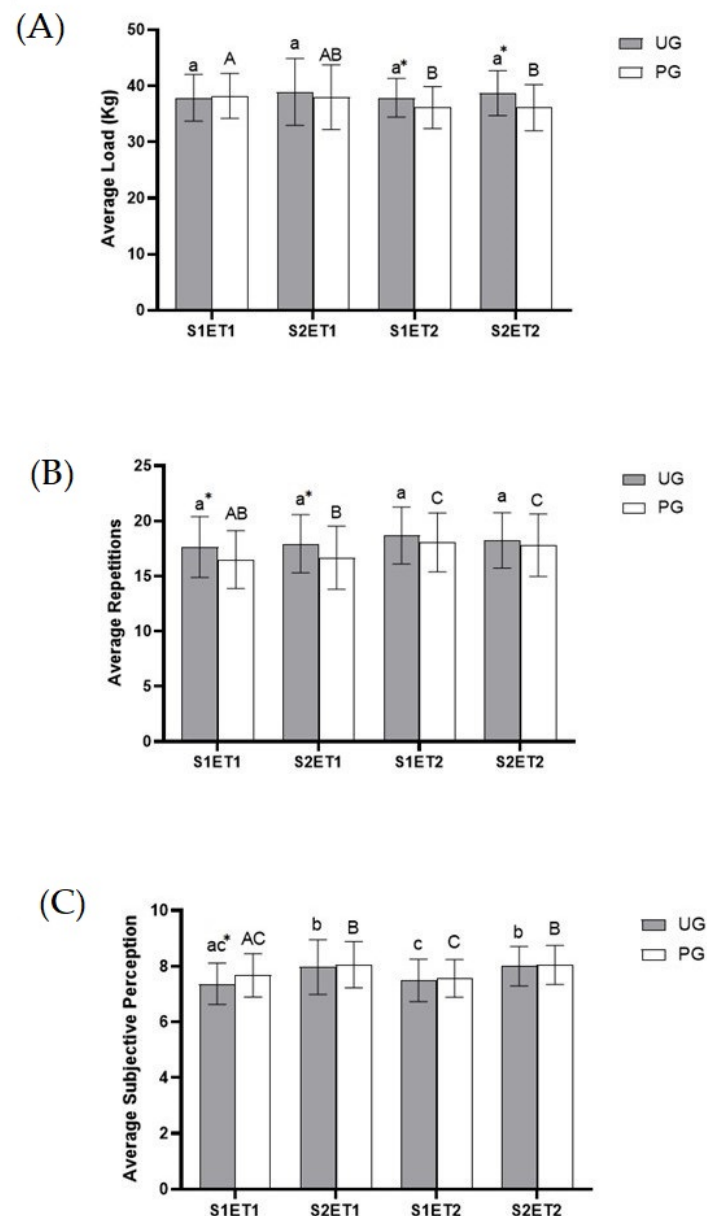 (A)
50
40
30
20
10
0
Average Load (Kg)
a A a AB a* B a* B
S1ET1 S2ET1 S1ET2 S2ET2
UG
PG
(B)
25
20
15
10
5
0
Average Repetitions
a* AB a* B a C a C
S1ET1 S2ET1 S1ET2 S2ET2
UG
PG
(C)
10
8
6
4
2
0
Average Subjective Perception
ac* AC b B c C b B
S1ET1 S2ET1 S1ET2 S2ET2
UG
PG